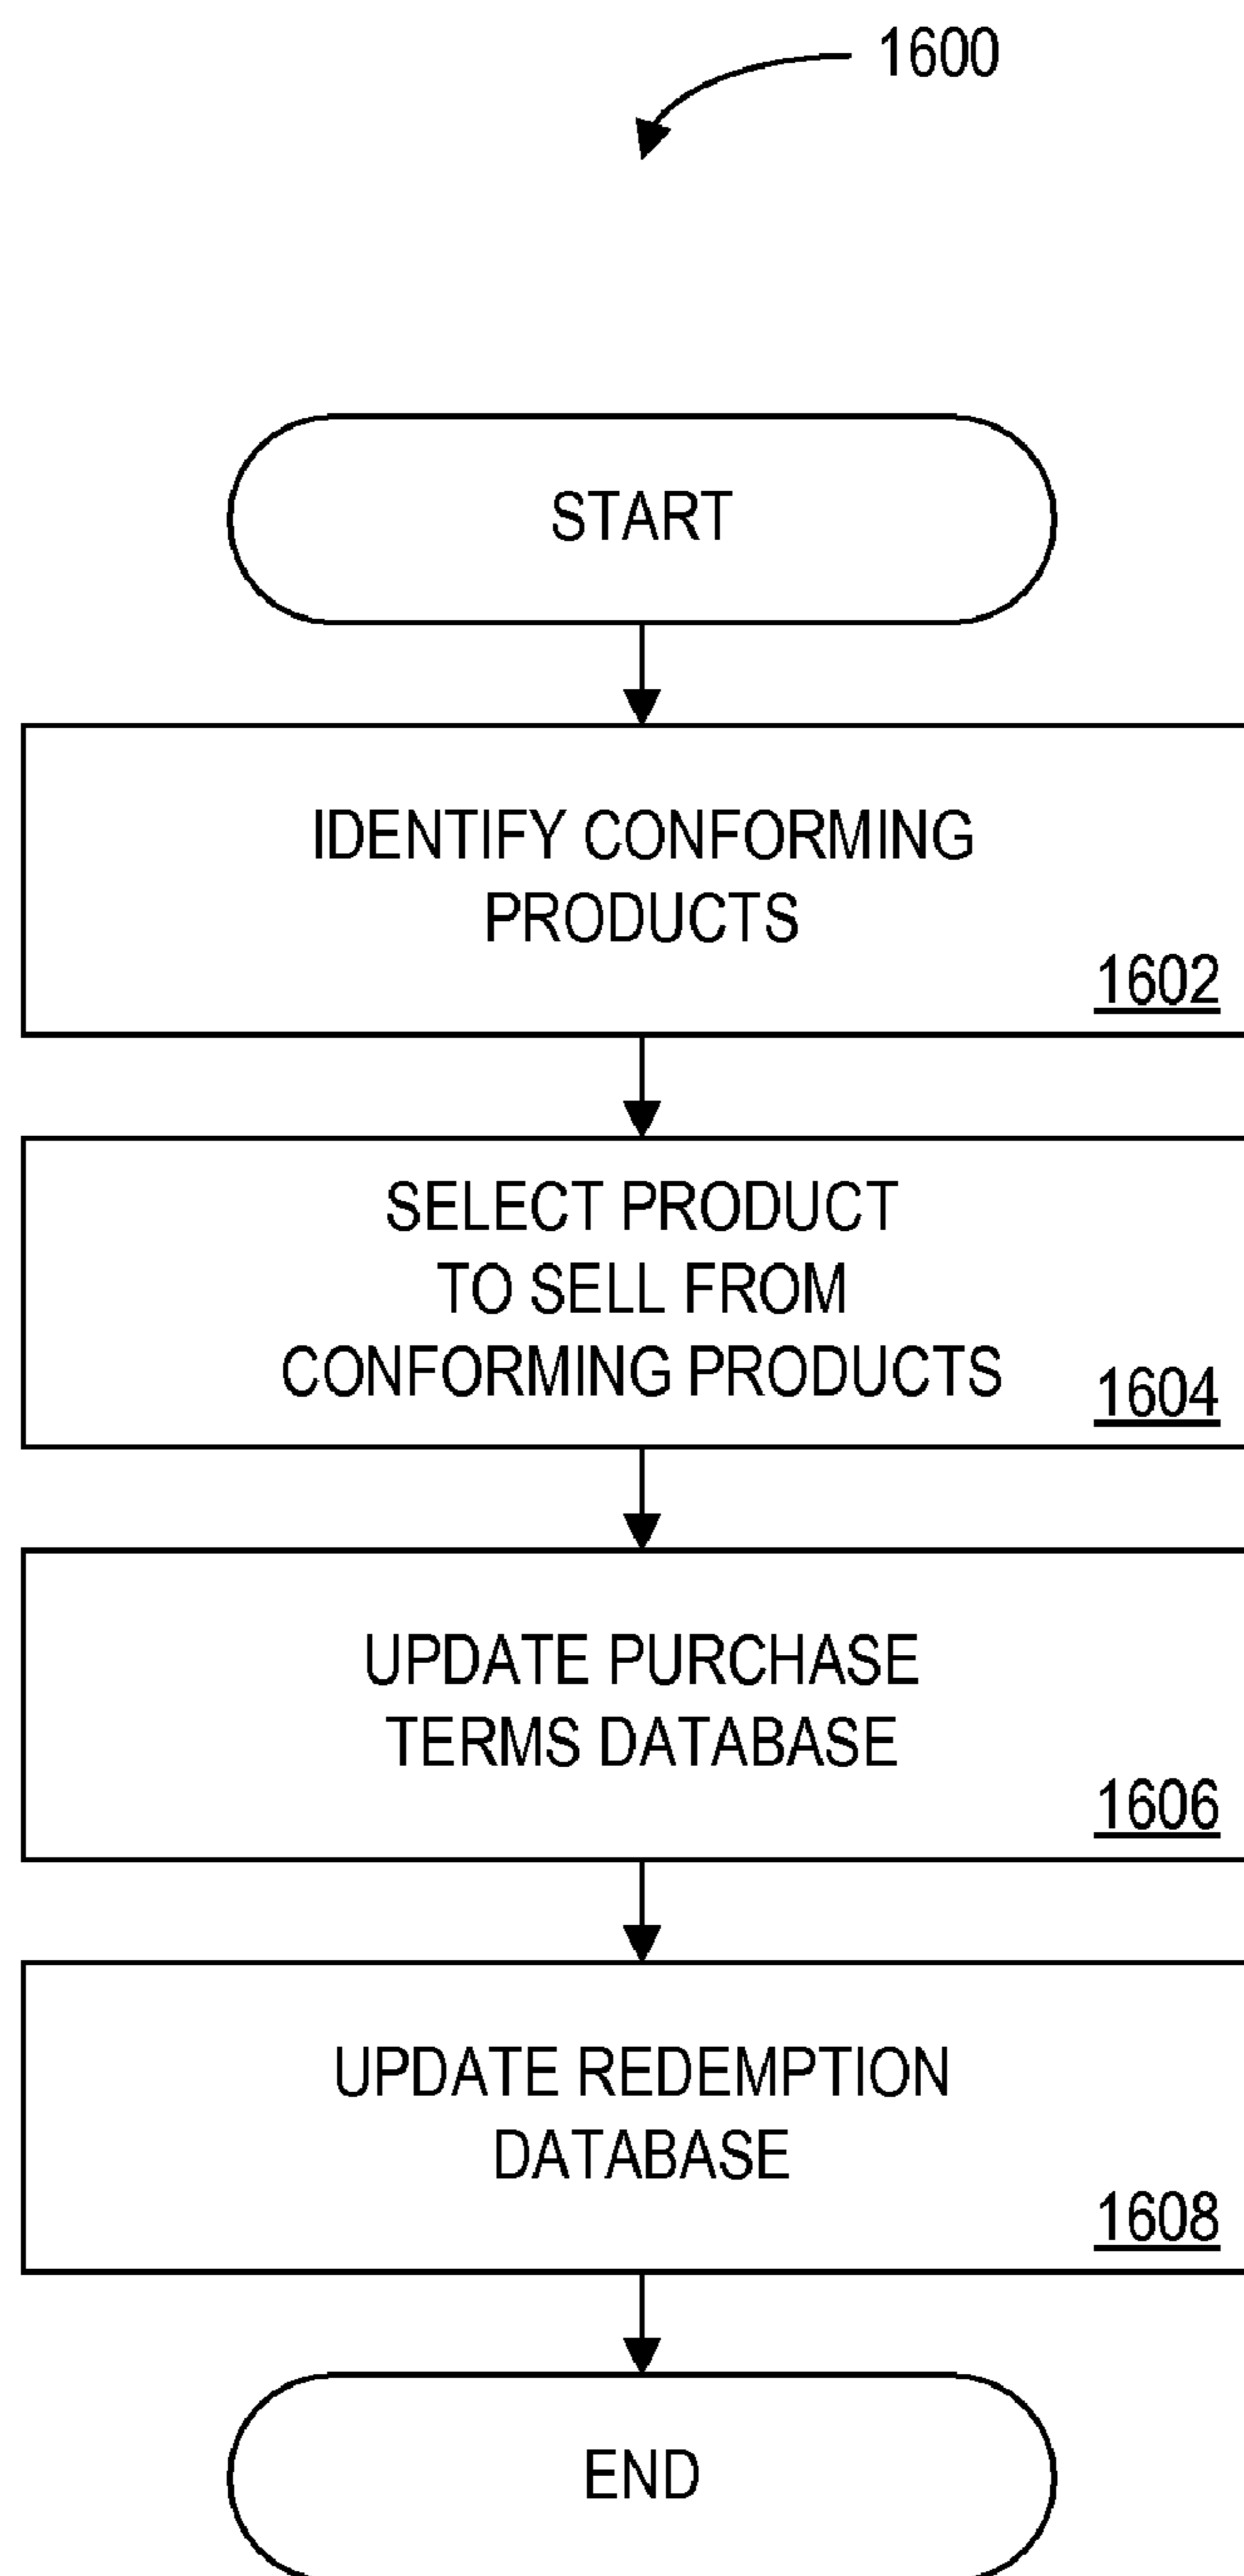 1600
START
IDENTIFY CONFORMING
PRODUCTS
1602
SELECT PRODUCT
TO SELL FROM
CONFORMING PRODUCTS
1604
UPDATE PURCHASE
TERMS DATABASE
1606
UPDATE REDEMPTION
DATABASE
1608
END